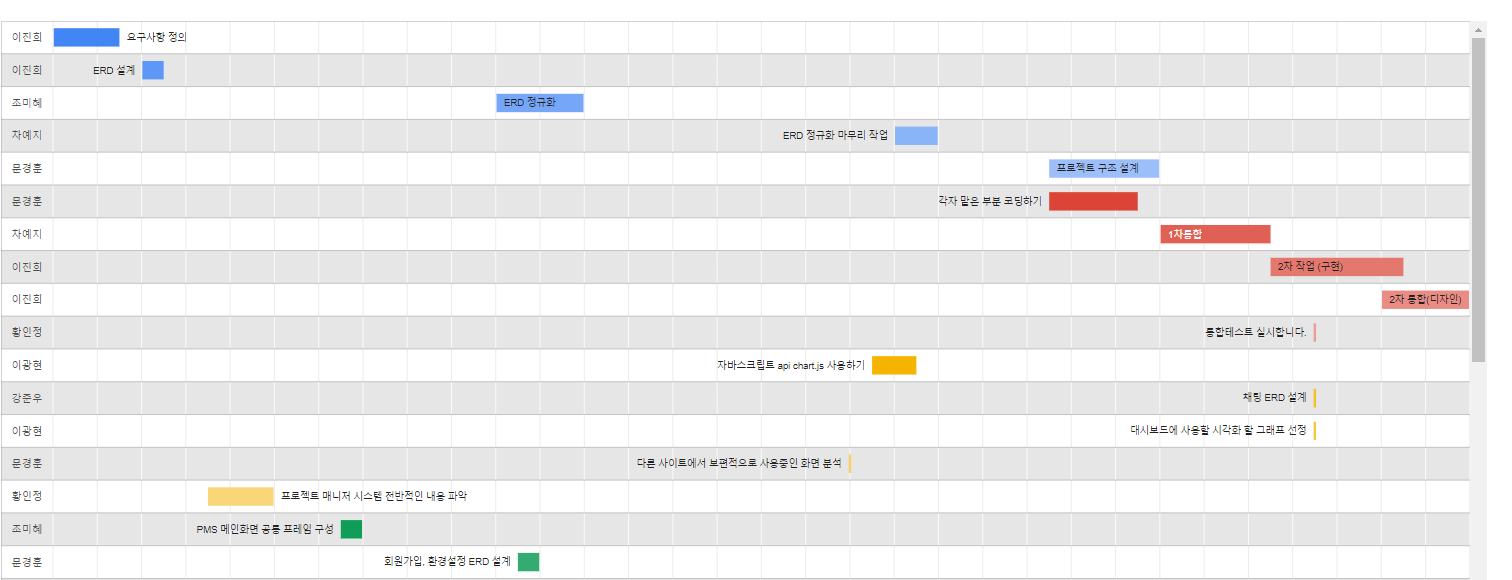 이진희 요구사항 정의
이진희 ERD 설계
조미혜 ERD 정규화
차예지 ERD 정규화 마무리 작업
문경훈 프로젝트 구조 설계
문경훈 각자 맡은 부분 코딩하기
차예지 1차통합
이진희 2차 작업 (구현)
이진희 2차 통합(디자인)
황인정 통합테스트 실시합니다.
이광현 자바스크립트 api chart.js 사용하기
강준우 채팅 ERD 설계
이광현 대시보드에 사용할 시각화 할 그래프 선정
문경훈 다른 사이트에서 보편적으로 사용중인 화면 분석
황인정 프로젝트 매니저 시스템 전반적인 내용 파악
조미혜 PMS 메인화면 공통 프레임 구성
문경훈 회원가입, 환경설정 ERD 설계